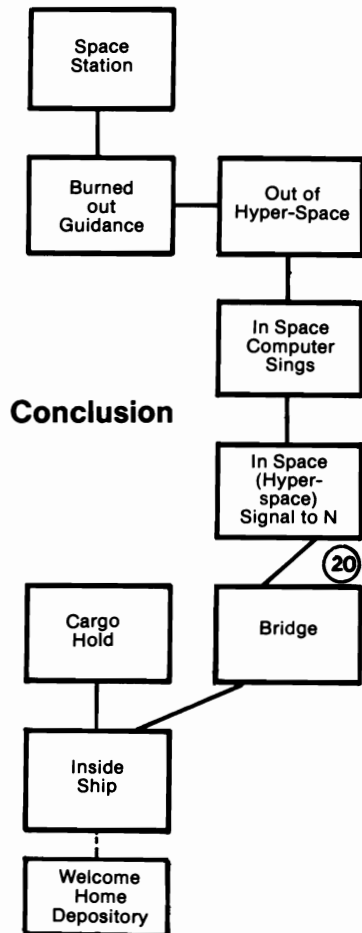 Space
Station
Burned
out
Guidance
Out of
Hyper-Space
In Space
Computer
Sings
Conclusion
In Space
(Hyper-
space)
Signal to N
20
Cargo
Hold
Bridge
Inside
Ship
Welcome
Home
Depository